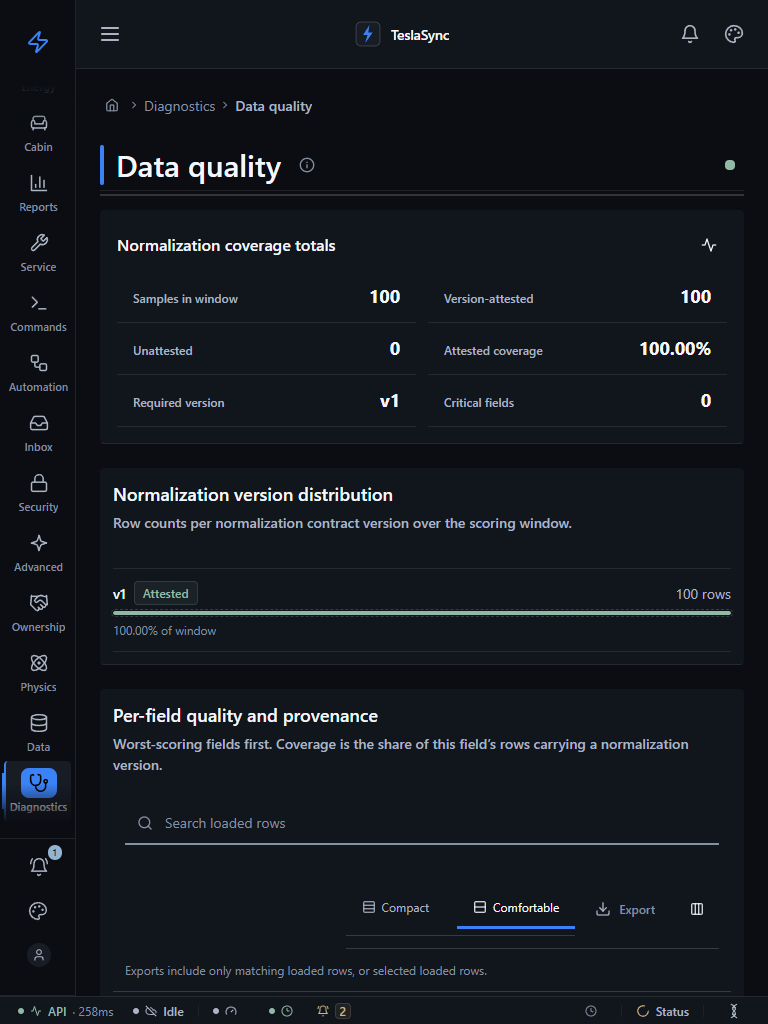 TeslaSync
Energy
Cabin
Reports
Service
Commands
Automation
Inbox
Security
Advanced
Ownership
Physics
Data
Diagnostics
1
Diagnostics > Data quality
Data quality
Normalization coverage totals
Samples in window 100
Version-attested 100
Unattested 0
Attested coverage 100.00%
Required version v1
Critical fields 0
Normalization version distribution
Row counts per normalization contract version over the scoring window.
v1 Attested 100 rows
100.00% of window
Per-field quality and provenance
Worst-scoring fields first. Coverage is the share of this field's rows carrying a normalization
version.
Search loaded rows
Compact Comfortable Export
Exports include only matching loaded rows, or selected loaded rows.
API · 258ms Idle 2 Status